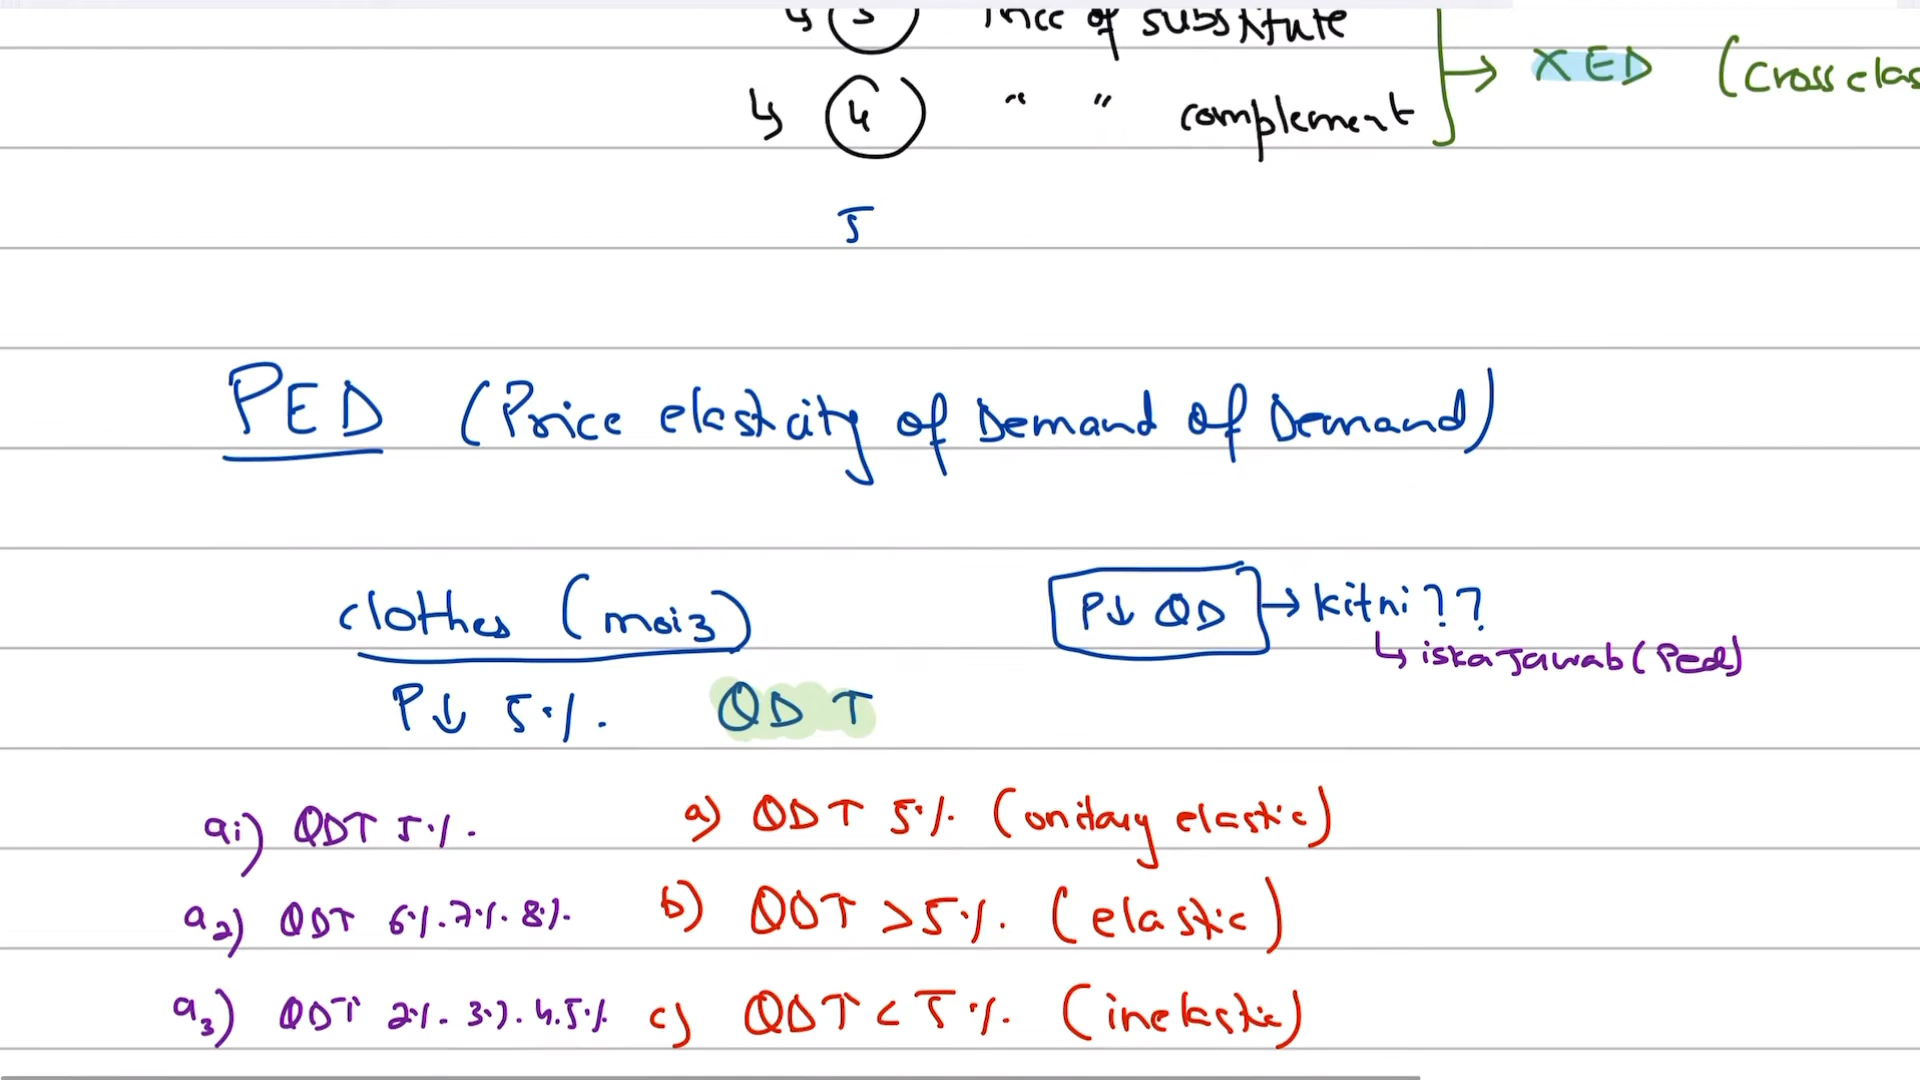 ↳ (3) Price of substitute
→ XED (cross elas
↳ (4) " " complement
5
PED (Price elasticity of Demand of Demand)
clothes (moiz)
P↓ QD → Kitni??
↳ iska Jawab (Ped)
P↓ 5% QD ↑
a1) QD↑ 5%. a) QD↑ 5%. (unitary elastic)
a2) QD↑ 6%. 7%. 8%. b) QD↑ >5%. (elastic)
a3) QD↑ 2%. 3%. 4.5% c) QD↑ < 5%. (inelastic)